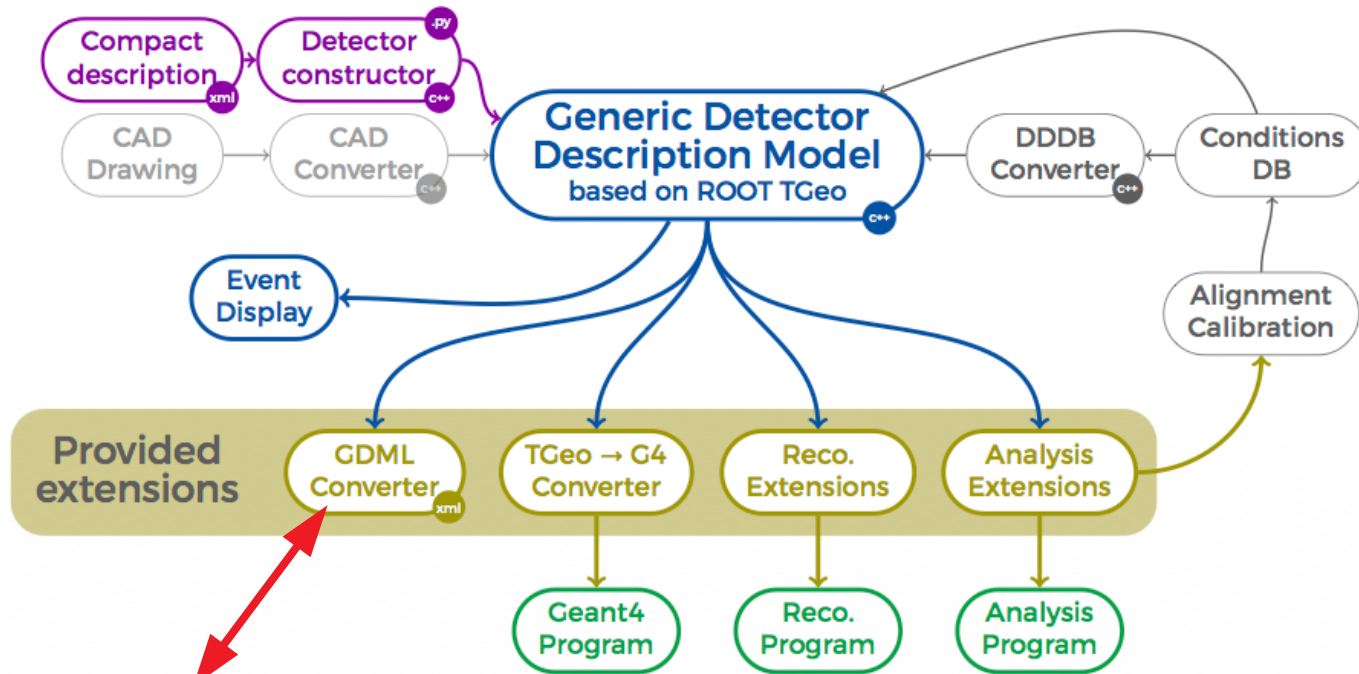 Compact
description
xml
Detector
constructor
.py
c++
CAD
Drawing
CAD
Converter
c++
Generic Detector
Description Model
based on ROOT TGeo
c++
DDDB
Converter
c++
Conditions
DB
Event
Display
Alignment
Calibration
Provided
extensions
GDML
Converter
xml
TGeo → G4
Converter
Reco.
Extensions
Analysis
Extensions
Geant4
Program
Reco.
Program
Analysis
Program